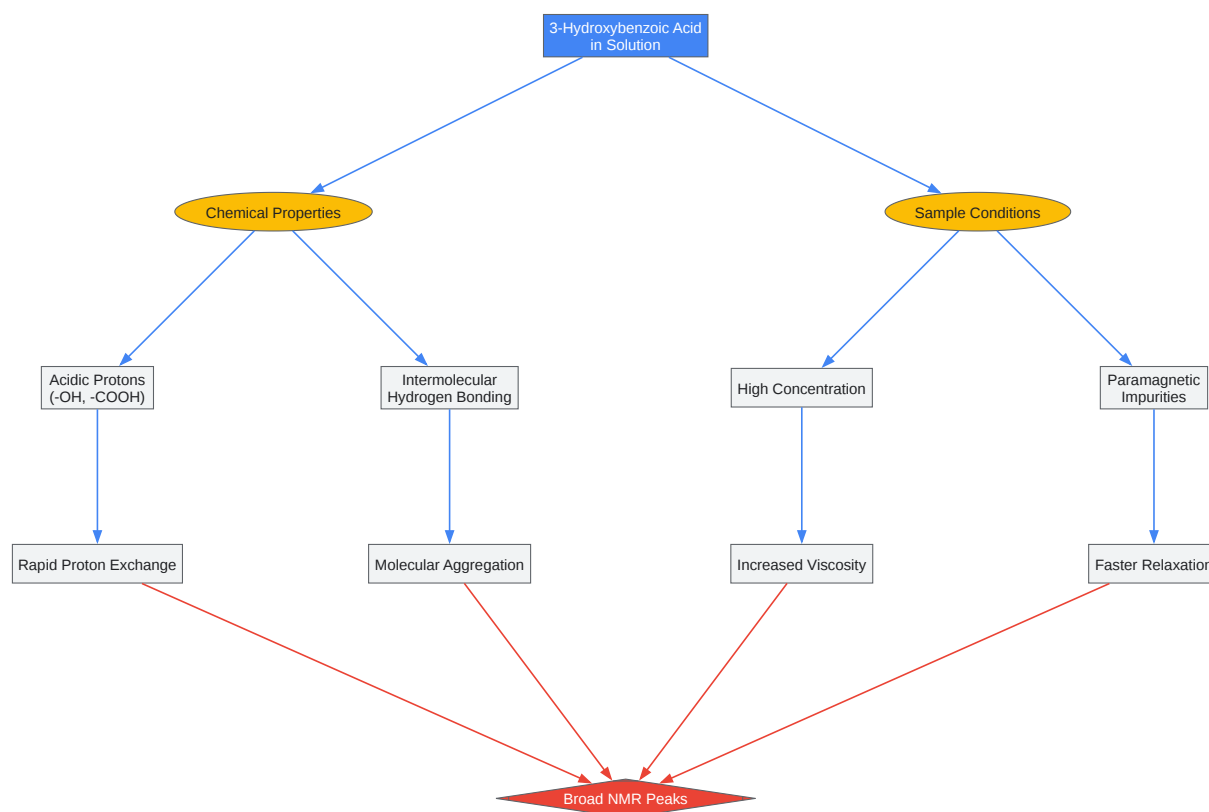 3-Hydroxybenzoic Acid
in Solution
Chemical Properties
Sample Conditions
Acidic Protons
(-OH, -COOH)
Intermolecular
Hydrogen Bonding
High Concentration
Paramagnetic
Impurities
Rapid Proton Exchange
Molecular Aggregation
Increased Viscosity
Faster Relaxation
Broad NMR Peaks